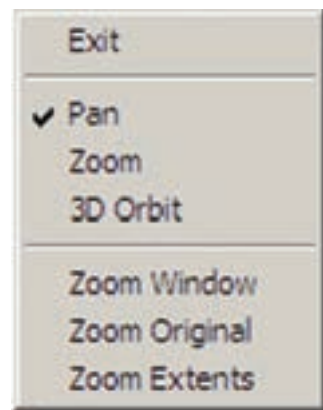 Exit
Pan
Zoom
3D Orbit
Zoom Window
Zoom Original
Zoom Extents